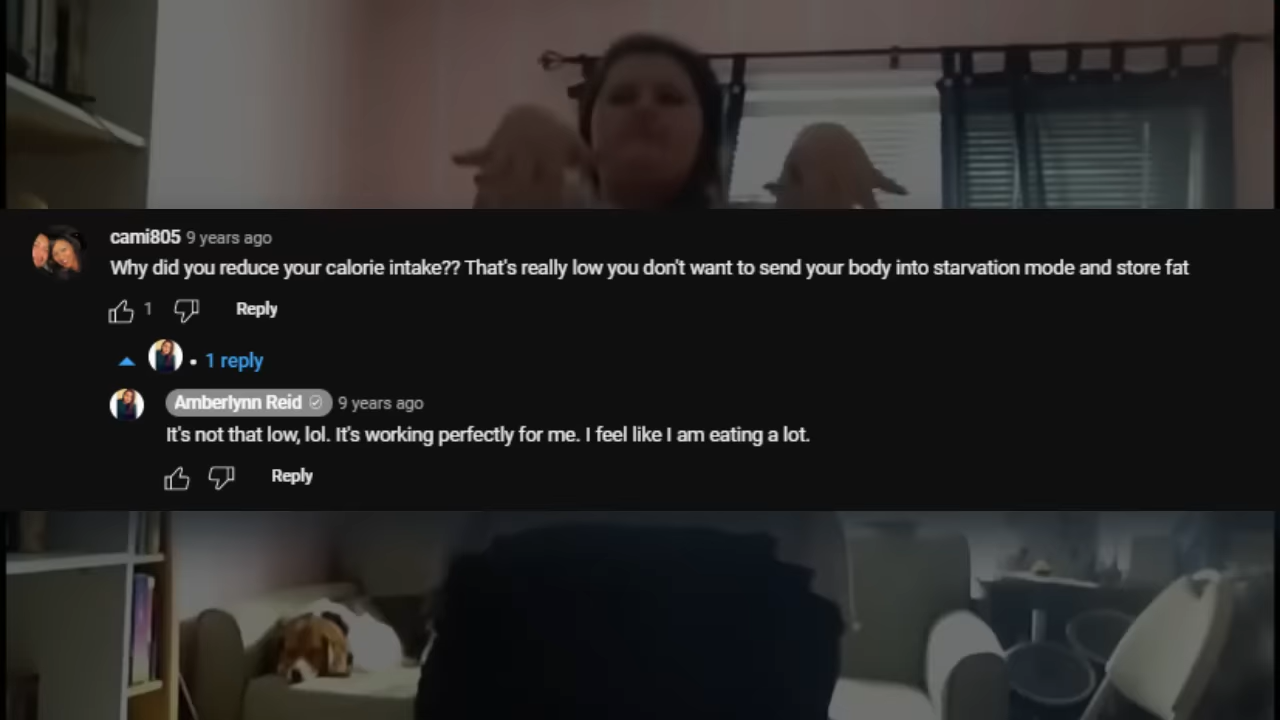 cami805 9 years ago
Why did you reduce your calorie intake?? That's really low you don't want to send your body into starvation mode and store fat
1 Reply
• 1 reply
Amberlynn Reid 9 years ago
It's not that low, lol. It's working perfectly for me. I feel like I am eating a lot.
Reply